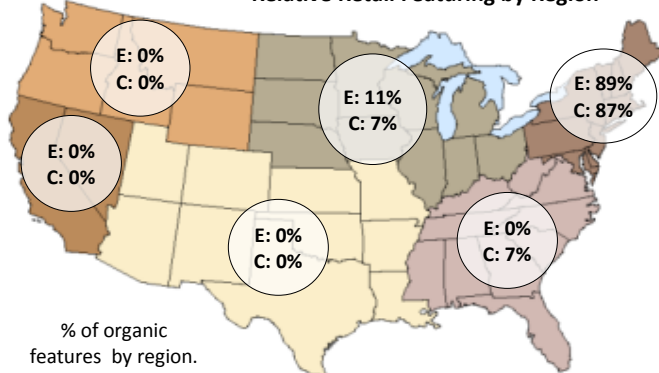 Relative Retail Featuring by Region
E: 0%
C: 0%
E: 11%
C: 7%
E: 89%
C: 87%
E: 0%
C: 0%
E: 0%
C: 0%
E: 0%
C: 7%
% of organic
features by region.